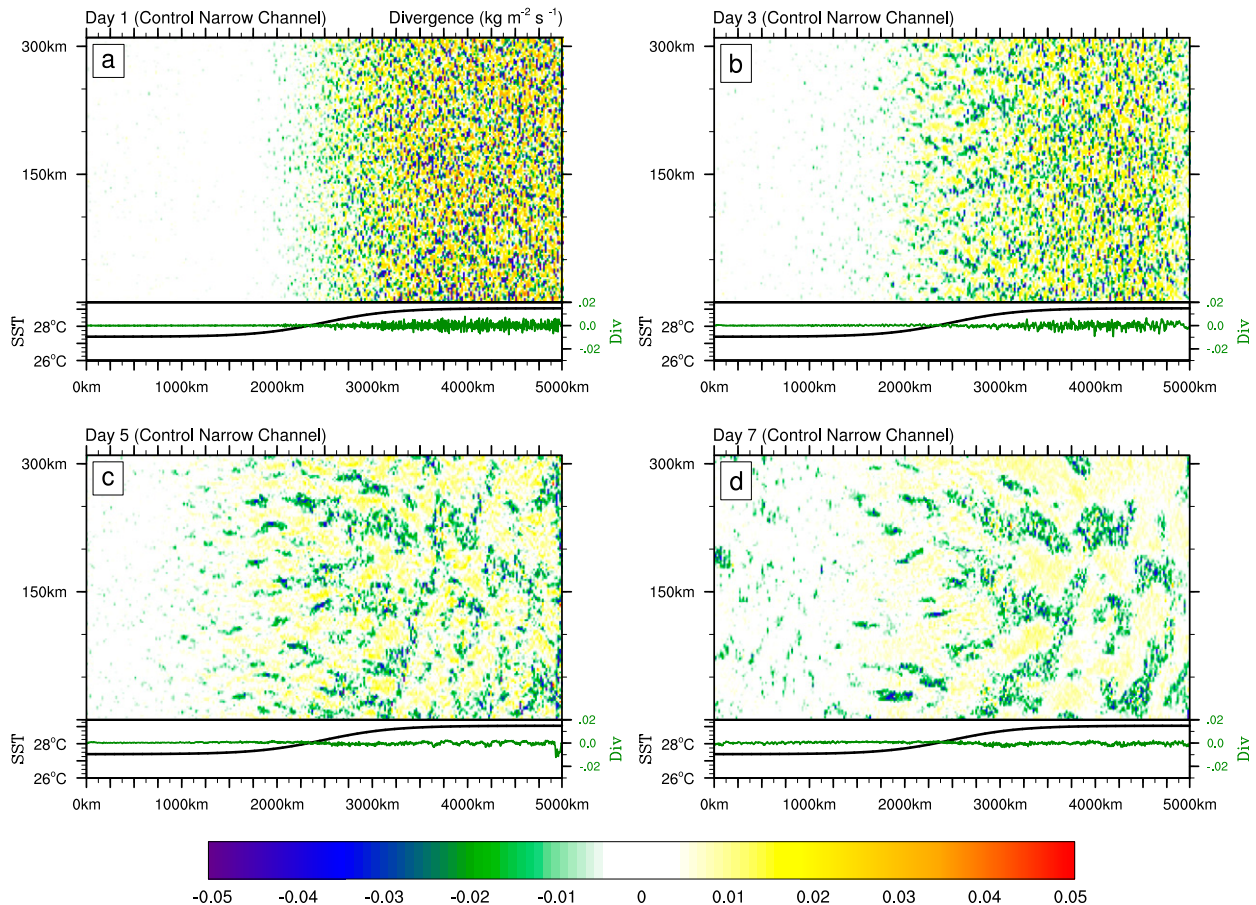 Day 1 (Control Narrow Channel) Divergence (kg m⁻² s⁻¹)
300km
a
150km
.02
SST 28°C 0.0 Div
26°C -.02
0km 1000km 2000km 3000km 4000km 5000km
Day 3 (Control Narrow Channel)
300km
b
150km
.02
SST 28°C 0.0 Div
26°C -.02
0km 1000km 2000km 3000km 4000km 5000km
Day 5 (Control Narrow Channel)
300km
c
150km
.02
SST 28°C 0.0 Div
26°C -.02
0km 1000km 2000km 3000km 4000km 5000km
Day 7 (Control Narrow Channel)
300km
d
150km
.02
SST 28°C 0.0 Div
26°C -.02
0km 1000km 2000km 3000km 4000km 5000km
-0.05 -0.04 -0.03 -0.02 -0.01 0 0.01 0.02 0.03 0.04 0.05